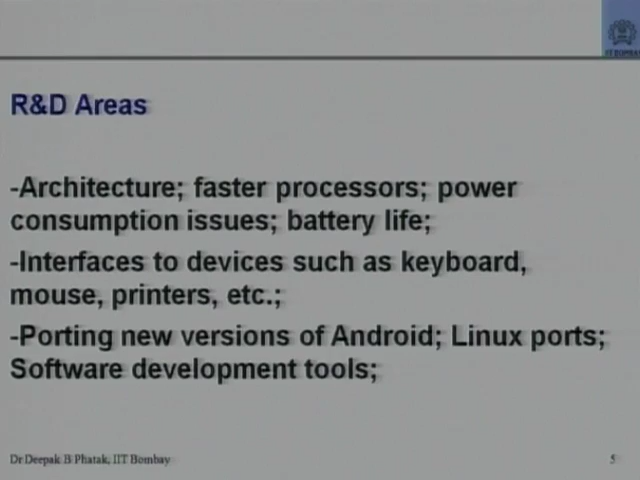 R&D Areas
-Architecture; faster processors; power
consumption issues; battery life;
-Interfaces to devices such as keyboard,
mouse, printers, etc.;
-Porting new versions of Android; Linux ports;
Software development tools;
Dr.Deepak B Phatak, IIT Bombay
5